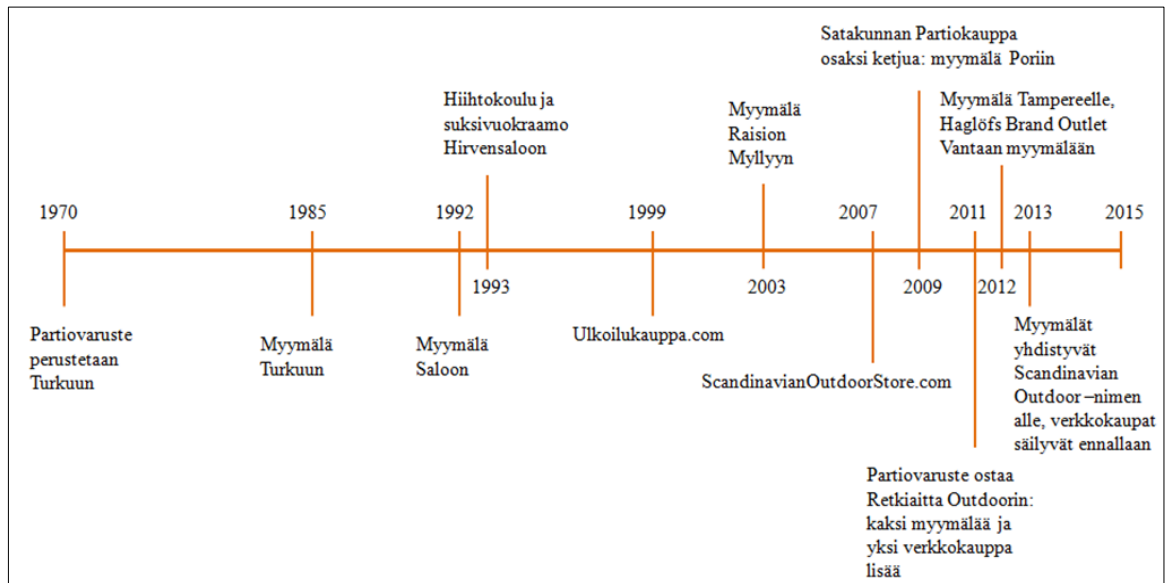 Satakunnan Partiokauppa
osaksi ketjua: myymälä Poriin
Hiihtokoulu ja
suksivuokraamo
Hirvensaloon
Myymälä
Raision
Myllyyn
Myymälä Tampereelle,
Haglöfs Brand Outlet
Vantaan myymälään
1970
1985
1992
1999
2007
2011
2013
2015
1993
2003
2009
2012
Partiovaruste
perustetaan
Turkuun
Myymälä
Turkuun
Myymälä
Saloon
Ulkoilukauppa.com
ScandinavianOutdoorStore.com
Myymälät
yhdistyvät
Scandinavian
Outdoor –nimen
alle, verkkokaupat
säilyvät ennallaan
Partiovaruste ostaa
Retkiaitta Outdoorin:
kaksi myymälää ja
yksi verkkokauppa
lisää